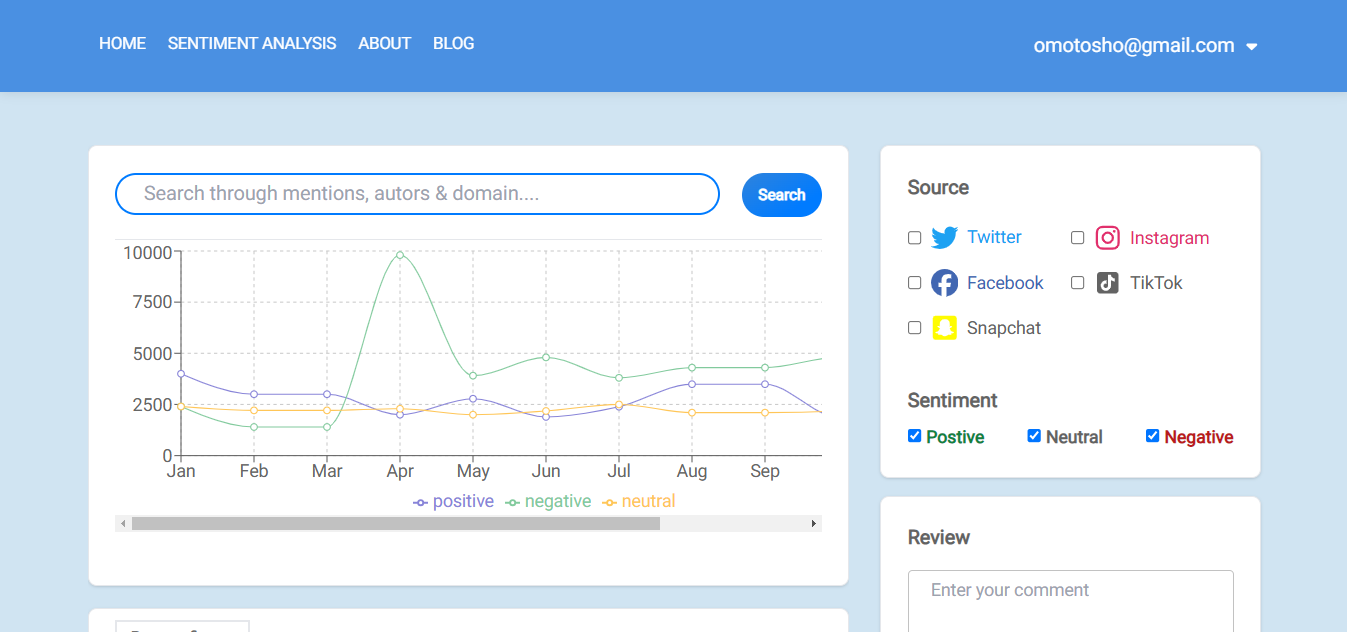 HOME SENTIMENT ANALYSIS ABOUT BLOG omotosho@gmail.com
Search through mentions, autors & domain.... Search
10000
7500
5000
2500
0
Jan Feb Mar Apr May Jun Jul Aug Sep
positive negative neutral
Source
Twitter Instagram
Facebook TikTok
Snapchat
Sentiment
Postive Neutral Negative
Review
Enter your comment